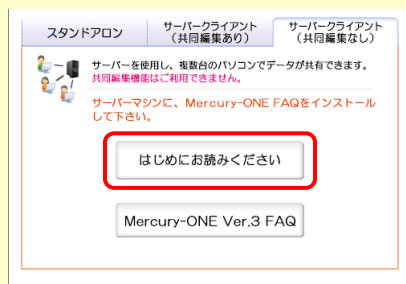 スタンドアロン
サーバークライアント
（共同編集あり）
サーバークライアント
（共同編集なし）
サーバーを使用し、複数台のパソコンでデータが共有できます。
共同編集機能はご利用できません。
サーバーマシンに、Mercury-ONE FAQをインストール
して下さい。
はじめにお読みください
Mercury-ONE Ver.3 FAQ